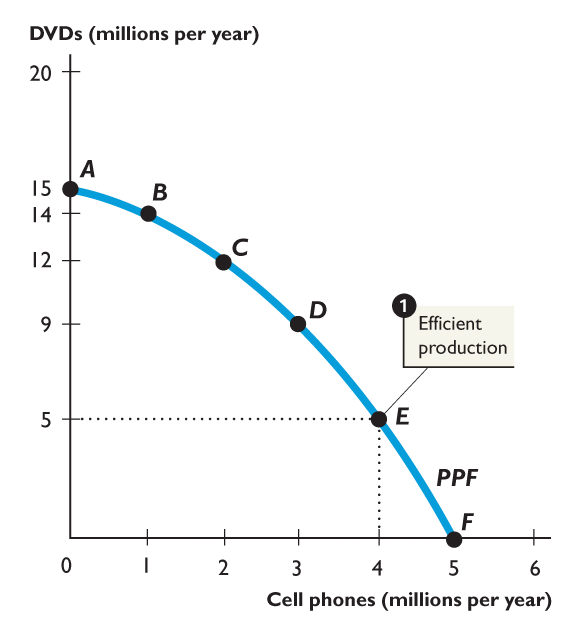 DVDs (millions per year)
20
A
15
B
14
C
12
1
D
Efficient
9
production
5
E
PPF
F
0 1 2 3 4 5 6
Cell phones (millions per year)